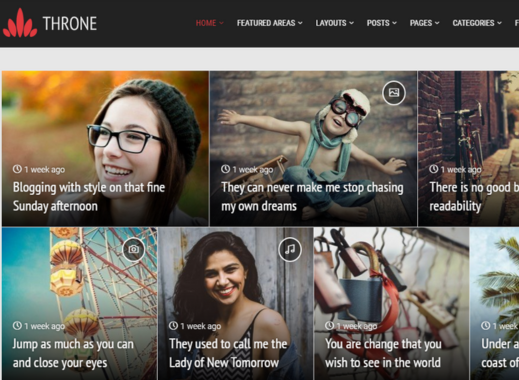 THRONE
HOME FEATURED AREAS LAYOUTS POSTS PAGES CATEGORIES F
1 week ago
Blogging with style on that fine
Sunday afternoon
1 week ago
They can never make me stop chasing
my own dreams
1 week ago
There is no good b
readability
1 week ago
Jump as much as you can
and close your eyes
1 week ago
They used to call me the
Lady of New Tomorrow
1 week ago
You are change that you
wish to see in the world
1 week
Under a
coast of